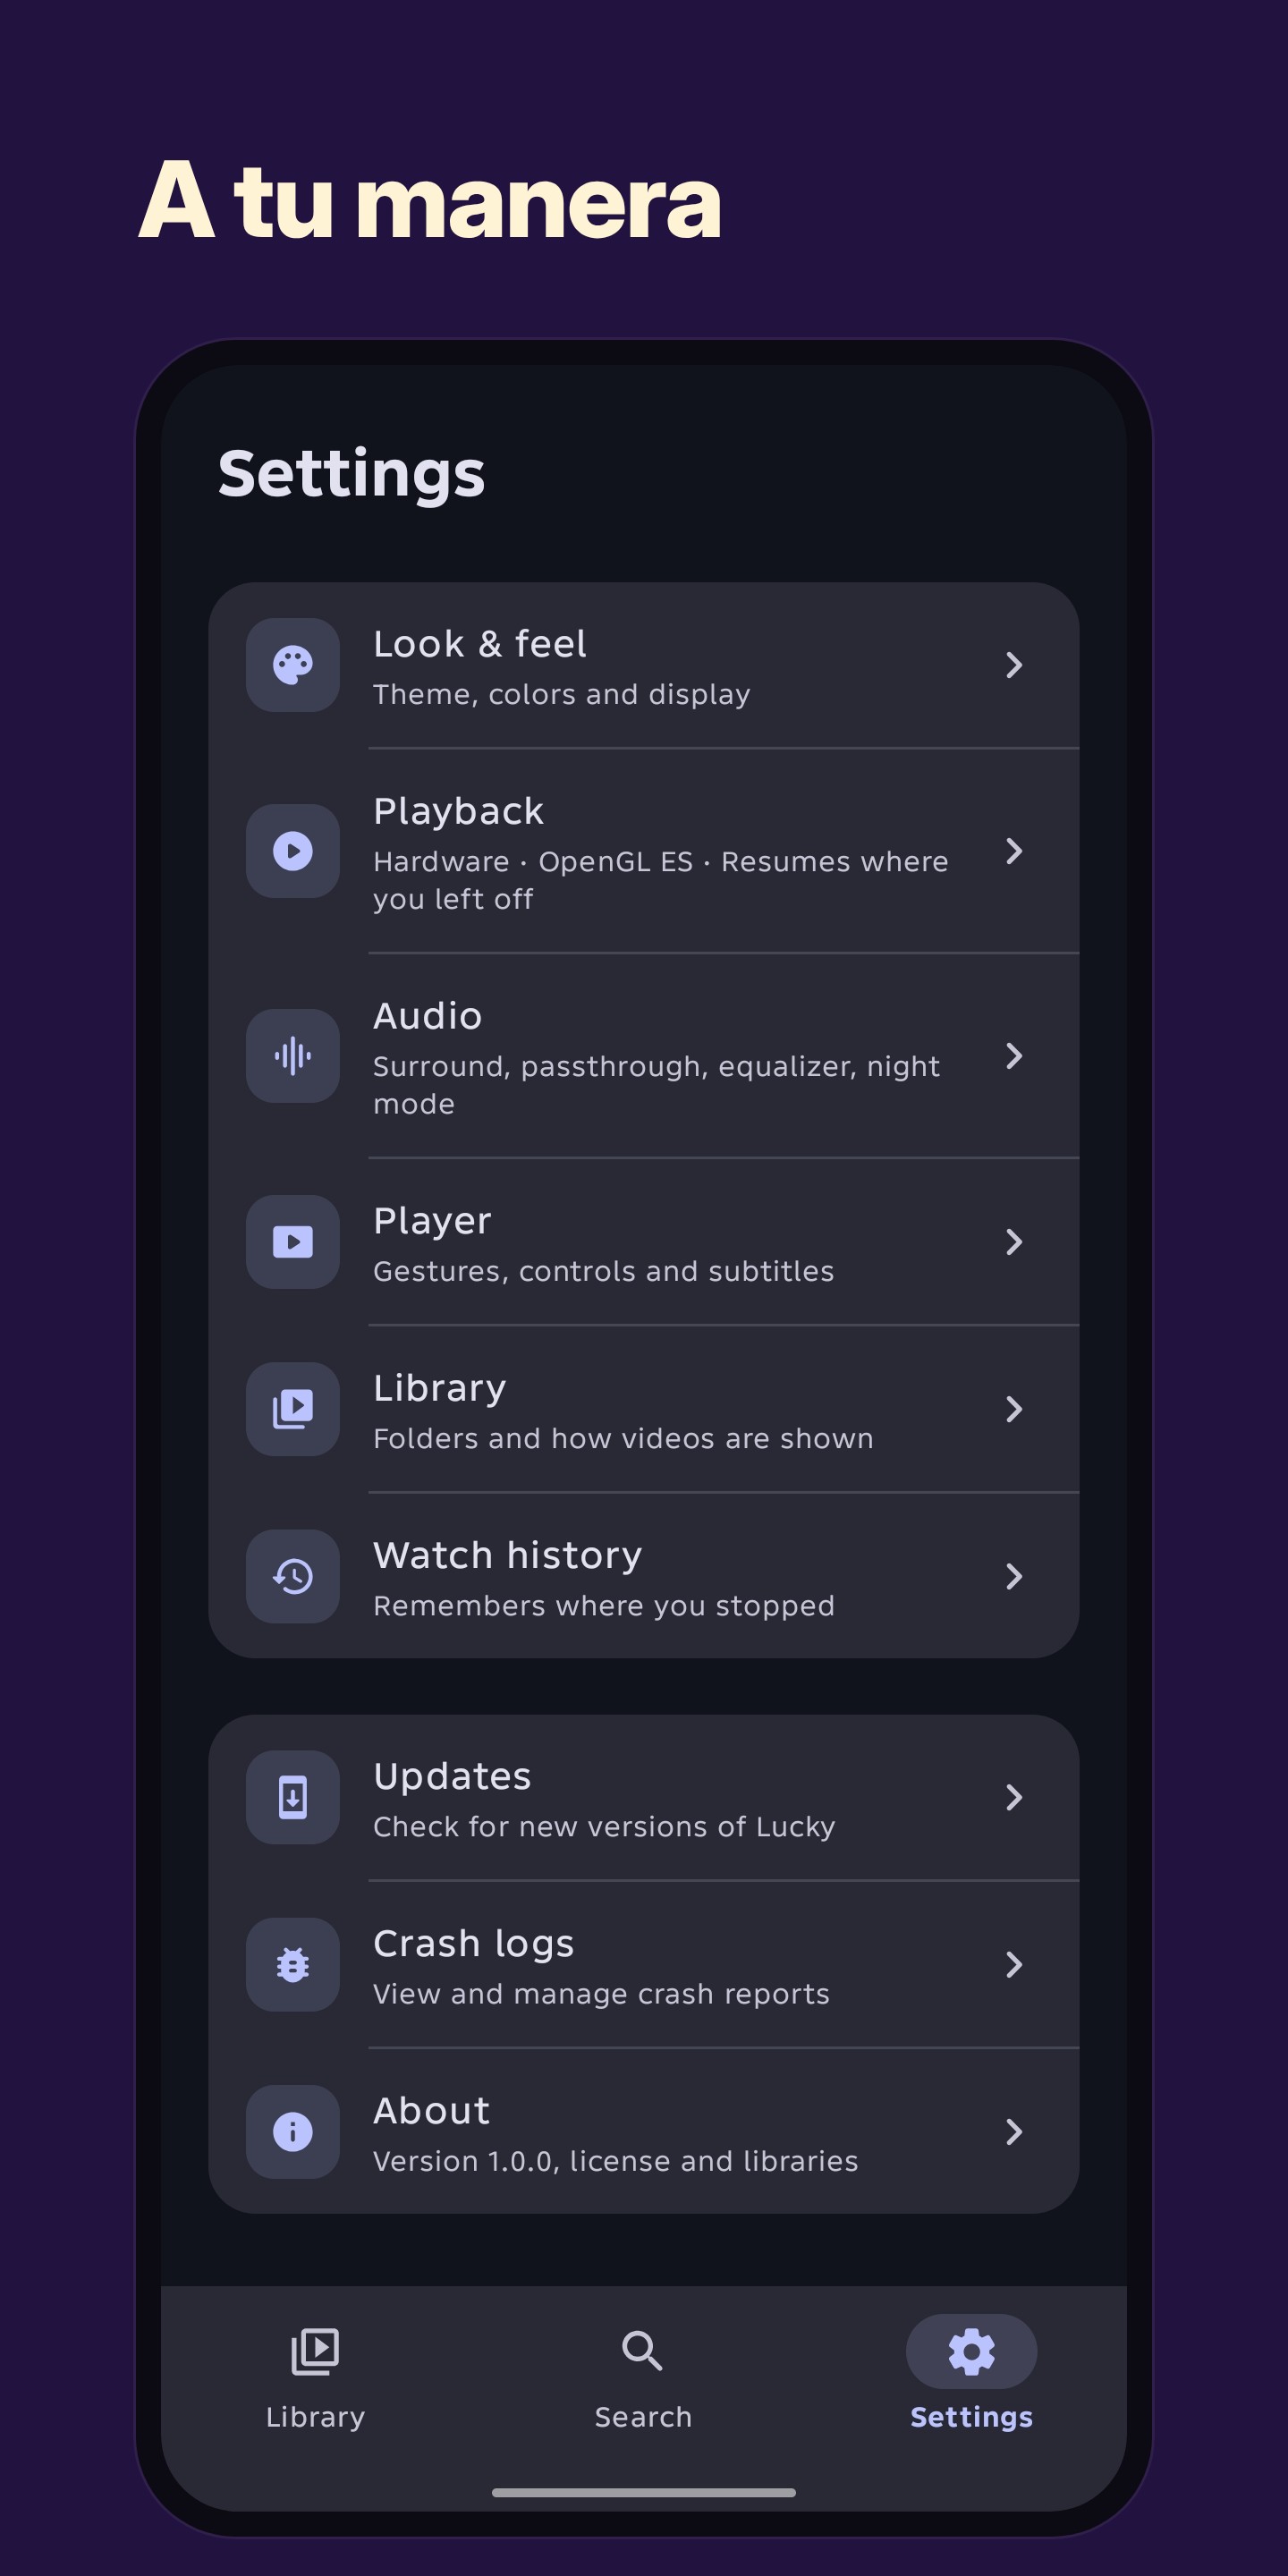 A tu manera
Settings
Look & feel
Theme, colors and display
Playback
Hardware · OpenGL ES · Resumes where
you left off
Audio
Surround, passthrough, equalizer, night
mode
Player
Gestures, controls and subtitles
Library
Folders and how videos are shown
Watch history
Remembers where you stopped
Updates
Check for new versions of Lucky
Crash logs
View and manage crash reports
About
Version 1.0.0, license and libraries
Library
Search
Settings